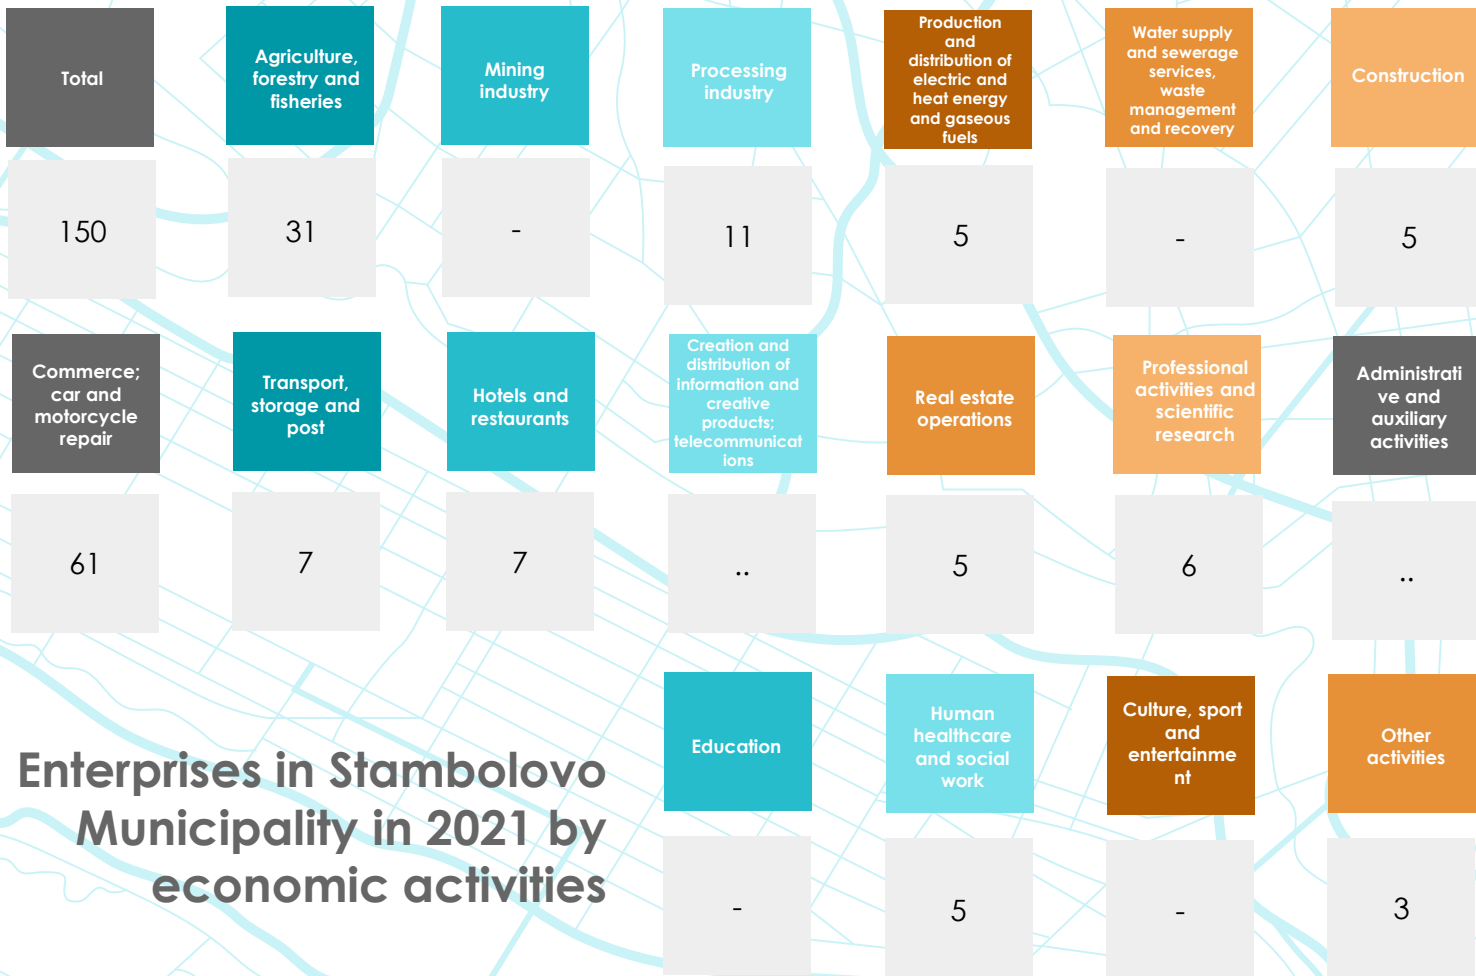 Total
Agriculture,
forestry and
fisheries
Mining
industry
Processing
industry
Production
and
distribution of
electric and
heat energy
and gaseous
fuels
Water supply
and sewerage
services,
waste
management
and recovery
Construction
150
31
-
11
5
-
5
Commerce;
car and
motorcycle
repair
Transport,
storage and
post
Hotels and
restaurants
Creation and
distribution of
information and
creative
products;
telecommunicat
ions
Real estate
operations
Professional
activities and
scientific
research
Administrati
ve and
auxiliary
activities
61
7
7
..
5
6
..
Education
Human
healthcare
and social
work
Culture, sport
and
entertainme
nt
Other
activities
-
5
-
3
Enterprises in Stambolovo
Municipality in 2021 by
economic activities